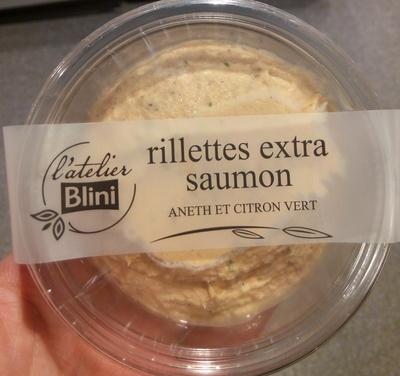 l'atelier
Blini
rillettes extra
saumon
ANETH ET CITRON VERT